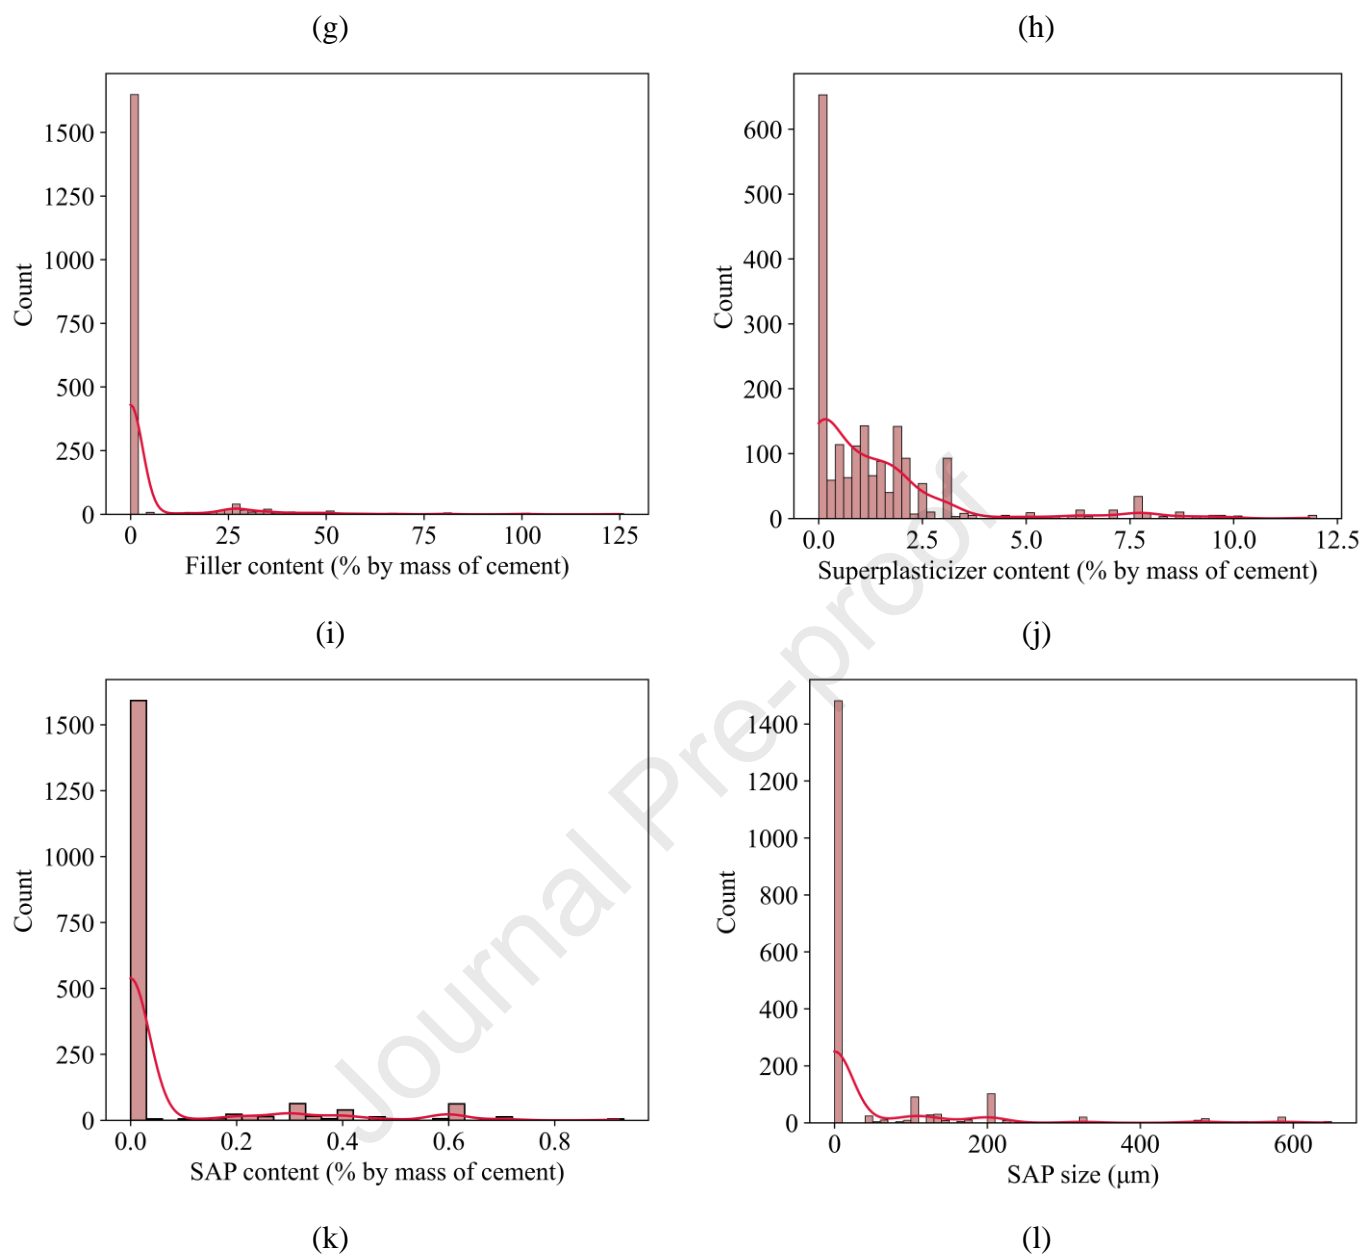 (g)
(h)
1500
1250
1000
750
500
250
0
Count
0 25 50 75 100 125
Filler content (% by mass of cement)
600
500
400
300
200
100
0
Count
0.0 2.5 5.0 7.5 10.0 12.5
Superplasticizer content (% by mass of cement)
(i)
(j)
1500
1250
1000
750
500
250
0
Count
0.0 0.2 0.4 0.6 0.8
SAP content (% by mass of cement)
1400
1200
1000
800
600
400
200
0
Count
0 200 400 600
SAP size (μm)
(k)
(l)
Journal Pre-proof